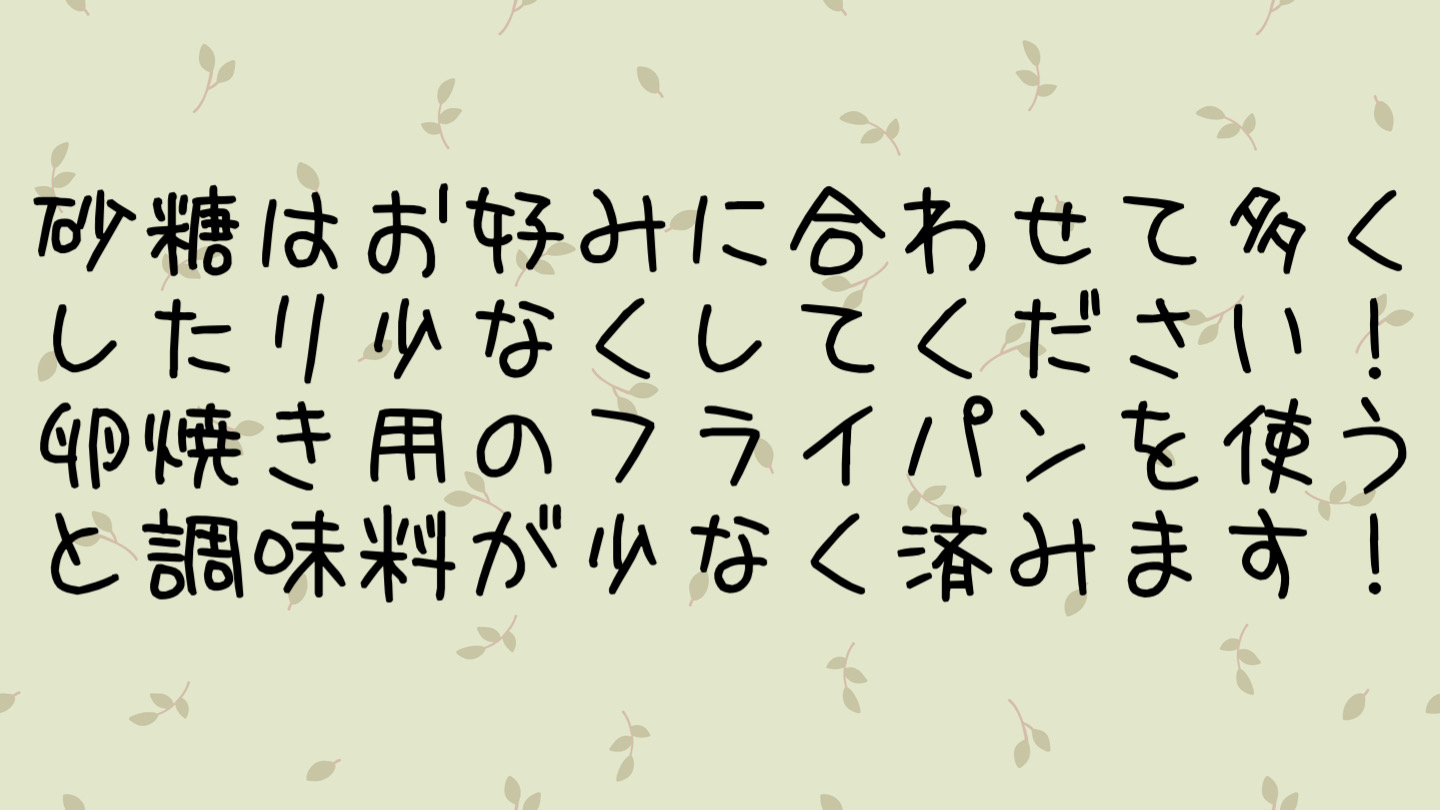 砂糖はお好みに合わせて多く
したり少なくしてください！
卵焼き用のフライパンを使う
と調味料が少なく済みます！